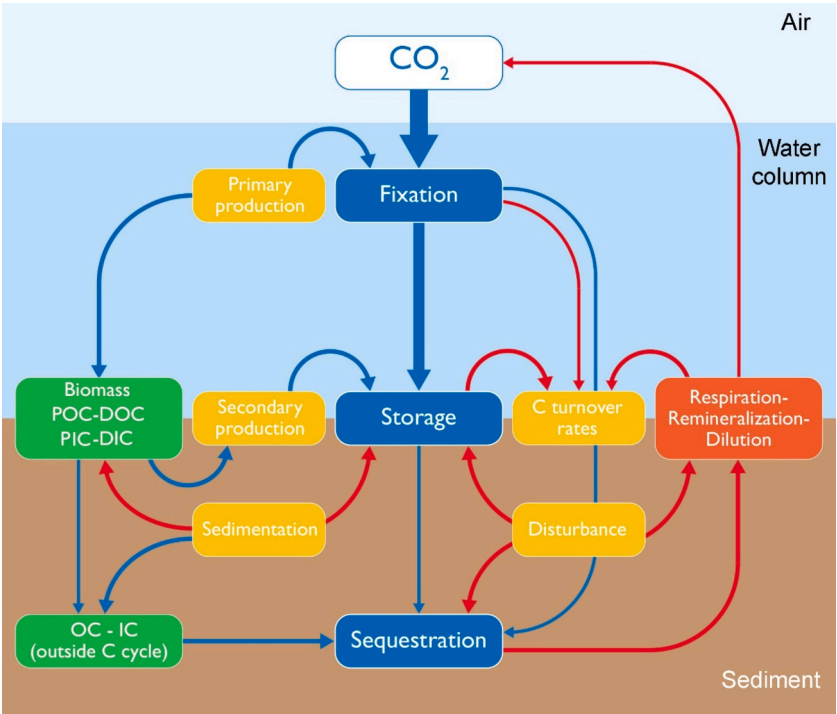 Air
CO₂
Water
column
Primary
production
Fixation
Biomass
POC-DOC
PIC-DIC
Secondary
production
Storage
C turnover
rates
Respiration-
Remineralization-
Dilution
Sedimentation
Disturbance
OC - IC
(outside C cycle)
Sequestration
Sediment